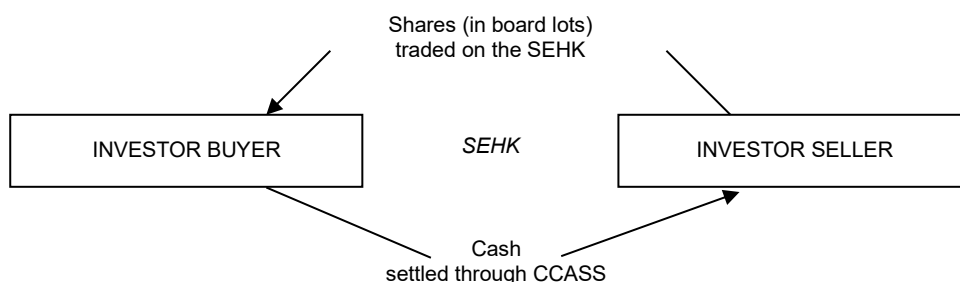 Shares (in board lots)
traded on the SEHK
INVESTOR BUYER
SEHK
INVESTOR SELLER
Cash
settled through CCASS